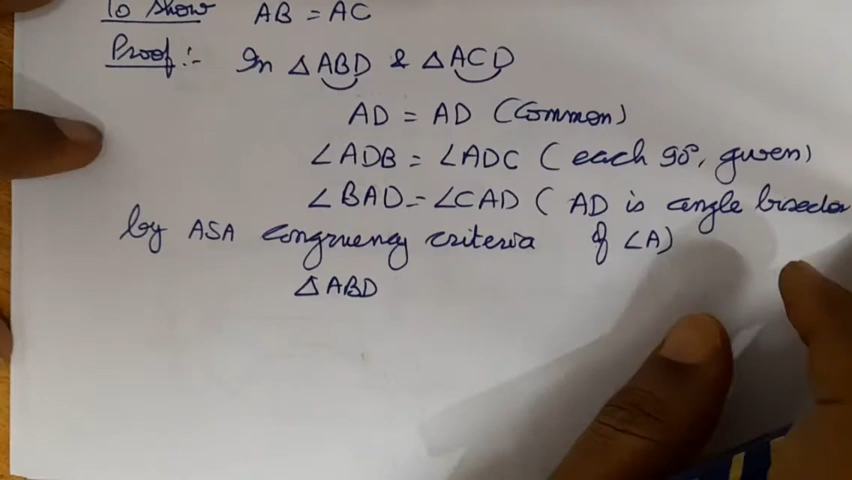 To show AB = AC
Proof :- In △ABD & △ACD
AD = AD (Common)
∠ADB = ∠ADC (each 90°, given)
∠BAD = ∠CAD ( AD is angle bisector
by ASA congruency criteria of ∠A)
△ABD